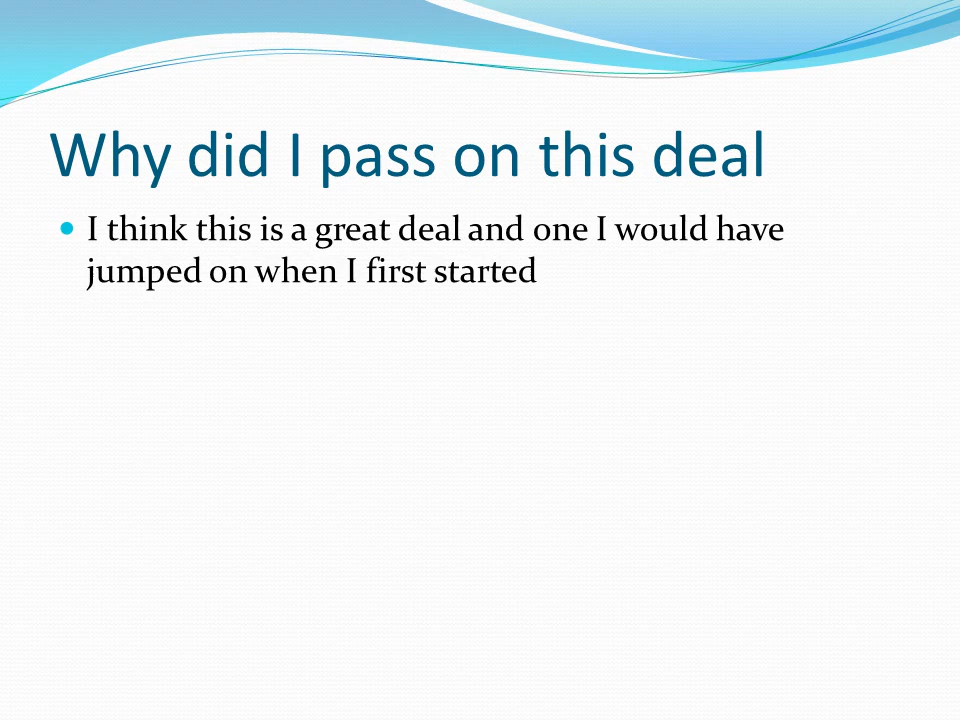 Why did I pass on this deal
I think this is a great deal and one I would have
jumped on when I first started